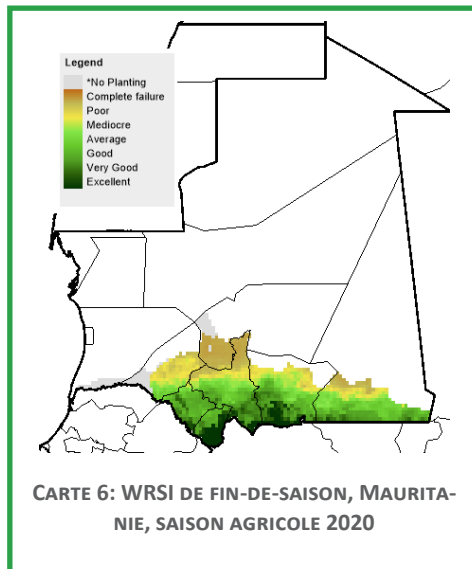 Legend
*No Planting
Complete failure
Poor
Mediocre
Average
Good
Very Good
Excellent
CARTE 6: WRSI DE FIN-DE-SAISON, MAURITA-
NIE, SAISON AGRICOLE 2020